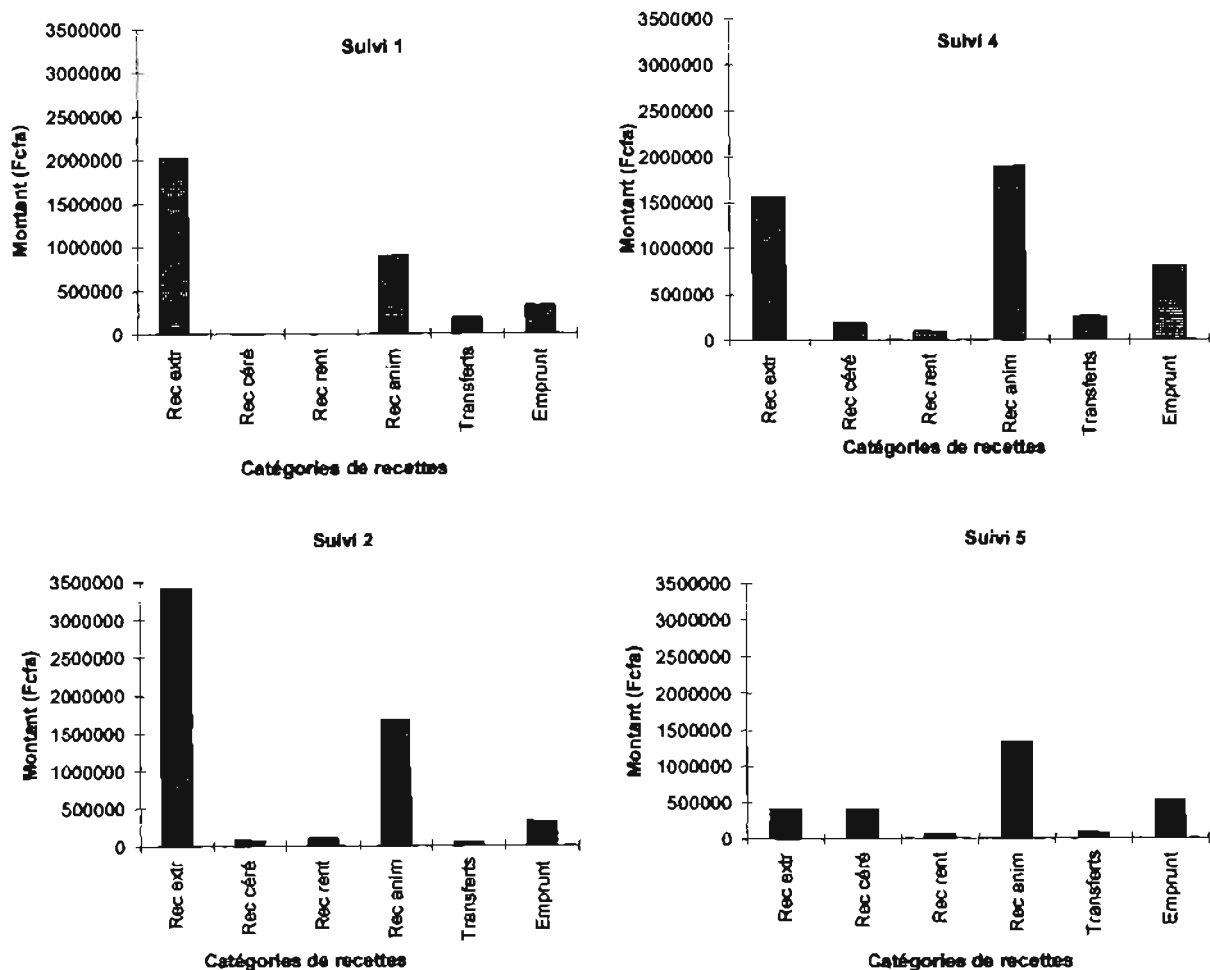 Suivi 1
Montant (Fcfa)
3500000
3000000
2500000
2000000
1500000
1000000
500000
0
Rec extr
Rec céré
Rec rent
Rec anim
Transferts
Emprunt
Catégories de recettes
Suivi 4
Montant (Fcfa)
3500000
3000000
2500000
2000000
1500000
1000000
500000
0
Rec extr
Rec céré
Rec rent
Rec anim
Transferts
Emprunt
Catégories de recettes
Suivi 2
Montant (Fcfa)
3500000
3000000
2500000
2000000
1500000
1000000
500000
0
Rec extr
Rec céré
Rec rent
Rec anim
Transferts
Emprunt
Catégories de recettes
Suivi 5
Montant (Fcfa)
3500000
3000000
2500000
2000000
1500000
1000000
500000
0
Rec extr
Rec céré
Rec rent
Rec anim
Transferts
Emprunt
Catégories de recettes